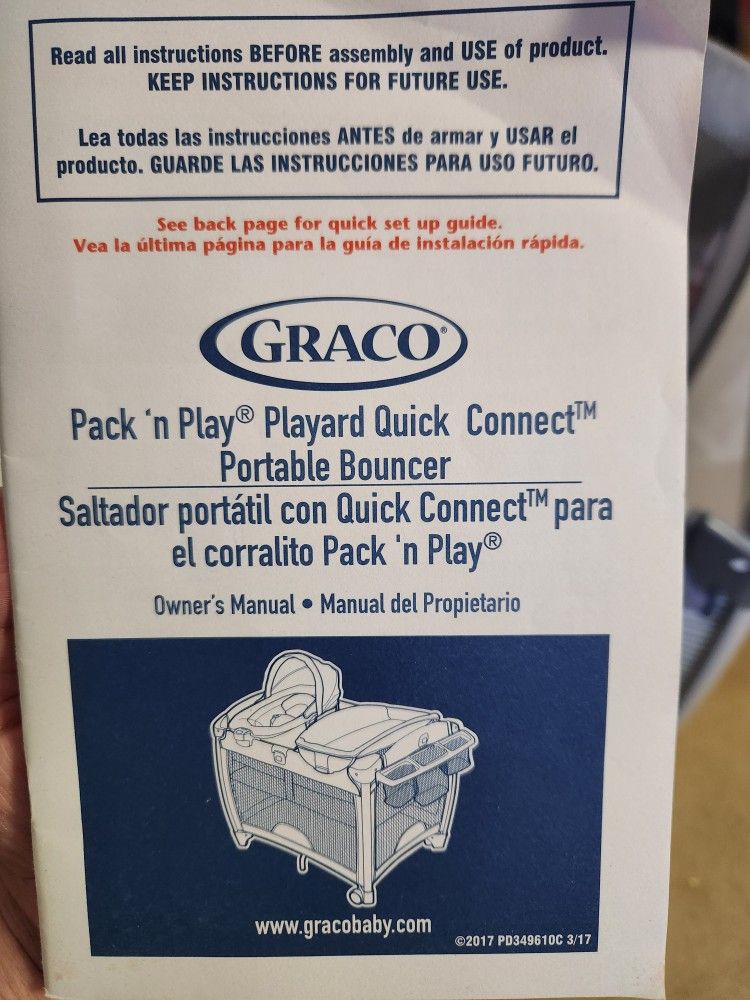 Read all instructions BEFORE assembly and USE of product.
KEEP INSTRUCTIONS FOR FUTURE USE.
Lea todas las instrucciones ANTES de armar y USAR el
producto. GUARDE LAS INSTRUCCIONES PARA USO FUTURO.
See back page for quick set up guide.
Vea la última página para la guía de instalación rápida.
GRACO®
Pack ‘n Play® Playard Quick Connect™
Portable Bouncer
Saltador portátil con Quick Connect™ para
el corralito Pack 'n Play®
Owner's Manual • Manual del Propietario
www.gracobaby.com
©2017 PD349610C 3/17